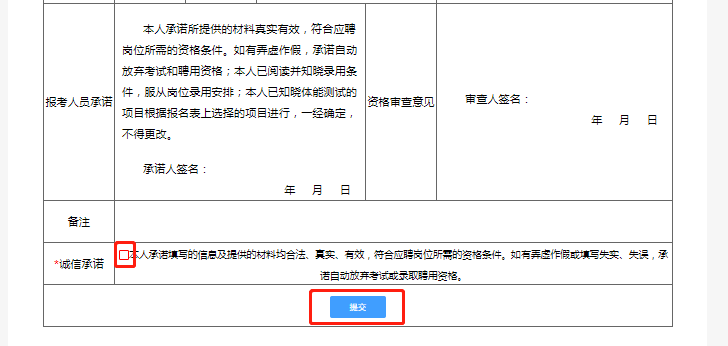 本人承诺所提供的材料真实有效，符合应聘
岗位所需的资格条件。如有弄虚作假，承诺自动
放弃考试和聘用资格；本人已阅读并知晓录用条
件，服从岗位录用安排；本人已知晓体能测试的
项目根据报名表上选择的项目进行，一经确定，
不得更改。
报考人员承诺
承诺人签名：
年 月 日
资格审查意见
审查人签名：
年 月 日
备注
*诚信承诺
本人承诺填写的信息及提供的材料均合法、真实、有效，符合应聘岗位所需的资格条件。如有弄虚作假或填写失实、失误，承
诺自动放弃考试或录取聘用资格。
提交